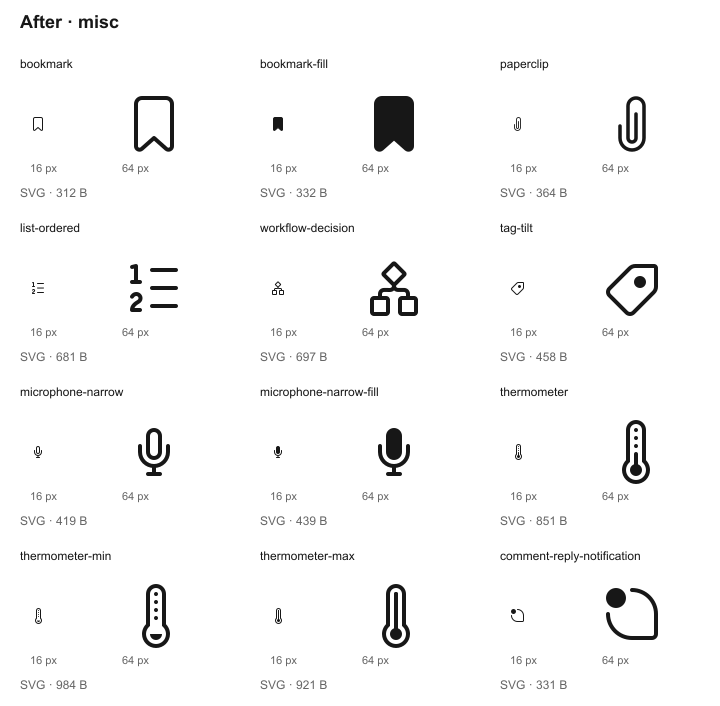 After · misc
bookmark
bookmark-fill
paperclip
16 px
64 px
16 px
64 px
16 px
64 px
SVG · 312 B
SVG · 332 B
SVG · 364 B
list-ordered
workflow-decision
tag-tilt
1
2
1
2
16 px
64 px
16 px
64 px
16 px
64 px
SVG · 681 B
SVG · 697 B
SVG · 458 B
microphone-narrow
microphone-narrow-fill
thermometer
16 px
64 px
16 px
64 px
16 px
64 px
SVG · 419 B
SVG · 439 B
SVG · 851 B
thermometer-min
thermometer-max
comment-reply-notification
16 px
64 px
16 px
64 px
16 px
64 px
SVG · 984 B
SVG · 921 B
SVG · 331 B